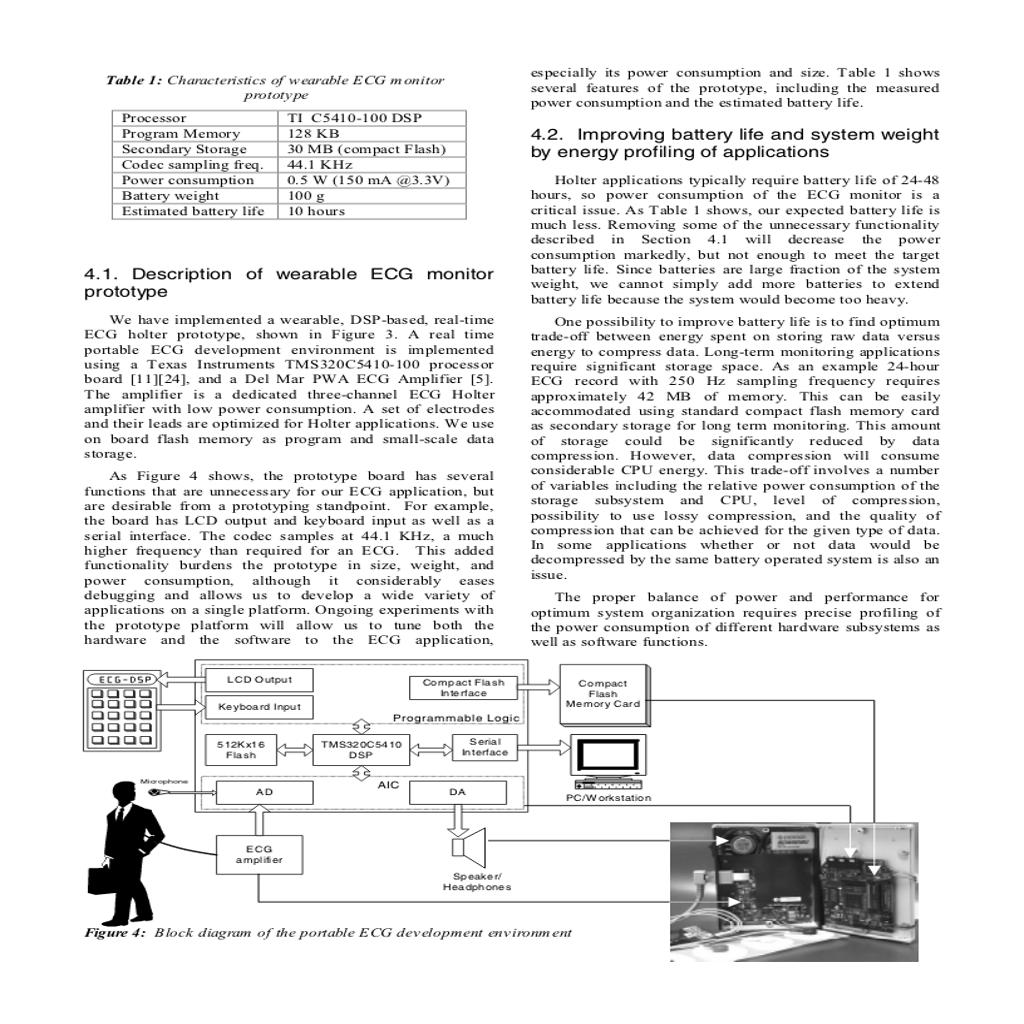 Table 1: Characteristics of wearable ECG monitor
prototype
Processor TI C5410-100 DSP
Program Memory 128 KB
Secondary Storage 30 MB (compact Flash)
Codec sampling freq. 44.1 KHz
Power consumption 0.5 W (150 mA @3.3V)
Battery weight 100 g
Estimated battery life 10 hours
4.1. Description of wearable ECG monitor
prototype
We have implemented a wearable, DSP-based, real-time
ECG holter prototype, shown in Figure 3. A real time
portable ECG development environment is implemented
using a Texas Instruments TMS320C5410-100 processor
board [11][24], and a Del Mar PWA ECG Amplifier [5].
The amplifier is a dedicated three-channel ECG Holter
amplifier with low power consumption. A set of electrodes
and their leads are optimized for Holter applications. We use
on board flash memory as program and small-scale data
storage.
As Figure 4 shows, the prototype board has several
functions that are unnecessary for our ECG application, but
are desirable from a prototyping standpoint. For example,
the board has LCD output and keyboard input as well as a
serial interface. The codec samples at 44.1 KHz, a much
higher frequency than required for an ECG. This added
functionality burdens the prototype in size, weight, and
power consumption, although it considerably eases
debugging and allows us to develop a wide variety of
applications on a single platform. Ongoing experiments with
the prototype platform will allow us to tune both the
hardware and the software to the ECG application,
especially its power consumption and size. Table 1 shows
several features of the prototype, including the measured
power consumption and the estimated battery life.
4.2. Improving battery life and system weight
by energy profiling of applications
Holter applications typically require battery life of 24-48
hours, so power consumption of the ECG monitor is a
critical issue. As Table 1 shows, our expected battery life is
much less. Removing some of the unnecessary functionality
described in Section 4.1 will decrease the power
consumption markedly, but not enough to meet the target
battery life. Since batteries are large fraction of the system
weight, we cannot simply add more batteries to extend
battery life because the system would become too heavy.
One possibility to improve battery life is to find optimum
trade-off between energy spent on storing raw data versus
energy to compress data. Long-term monitoring applications
require significant storage space. As an example 24-hour
ECG record with 250 Hz sampling frequency requires
approximately 42 MB of memory. This can be easily
accommodated using standard compact flash memory card
as secondary storage for long term monitoring. This amount
of storage could be significantly reduced by data
compression. However, data compression will consume
considerable CPU energy. This trade-off involves a number
of variables including the relative power consumption of the
storage subsystem and CPU, level of compression,
possibility to use lossy compression, and the quality of
compression that can be achieved for the given type of data.
In some applications whether or not data would be
decompressed by the same battery operated system is also an
issue.
The proper balance of power and performance for
optimum system organization requires precise profiling of
the power consumption of different hardware subsystems as
well as software functions.
ECG-DSP
LCD Output
Keyboard Input
Compact Flash
Interface
Programmable Logic
Compact
Flash
Memory Card
512Kx16
Flash
TMS320C5410
DSP
Serial
Interface
PC/Workstation
Microphone
AD
AIC
DA
ECG
amplifier
Speaker/
Headphones
Figure 4: Block diagram of the portable ECG development environment